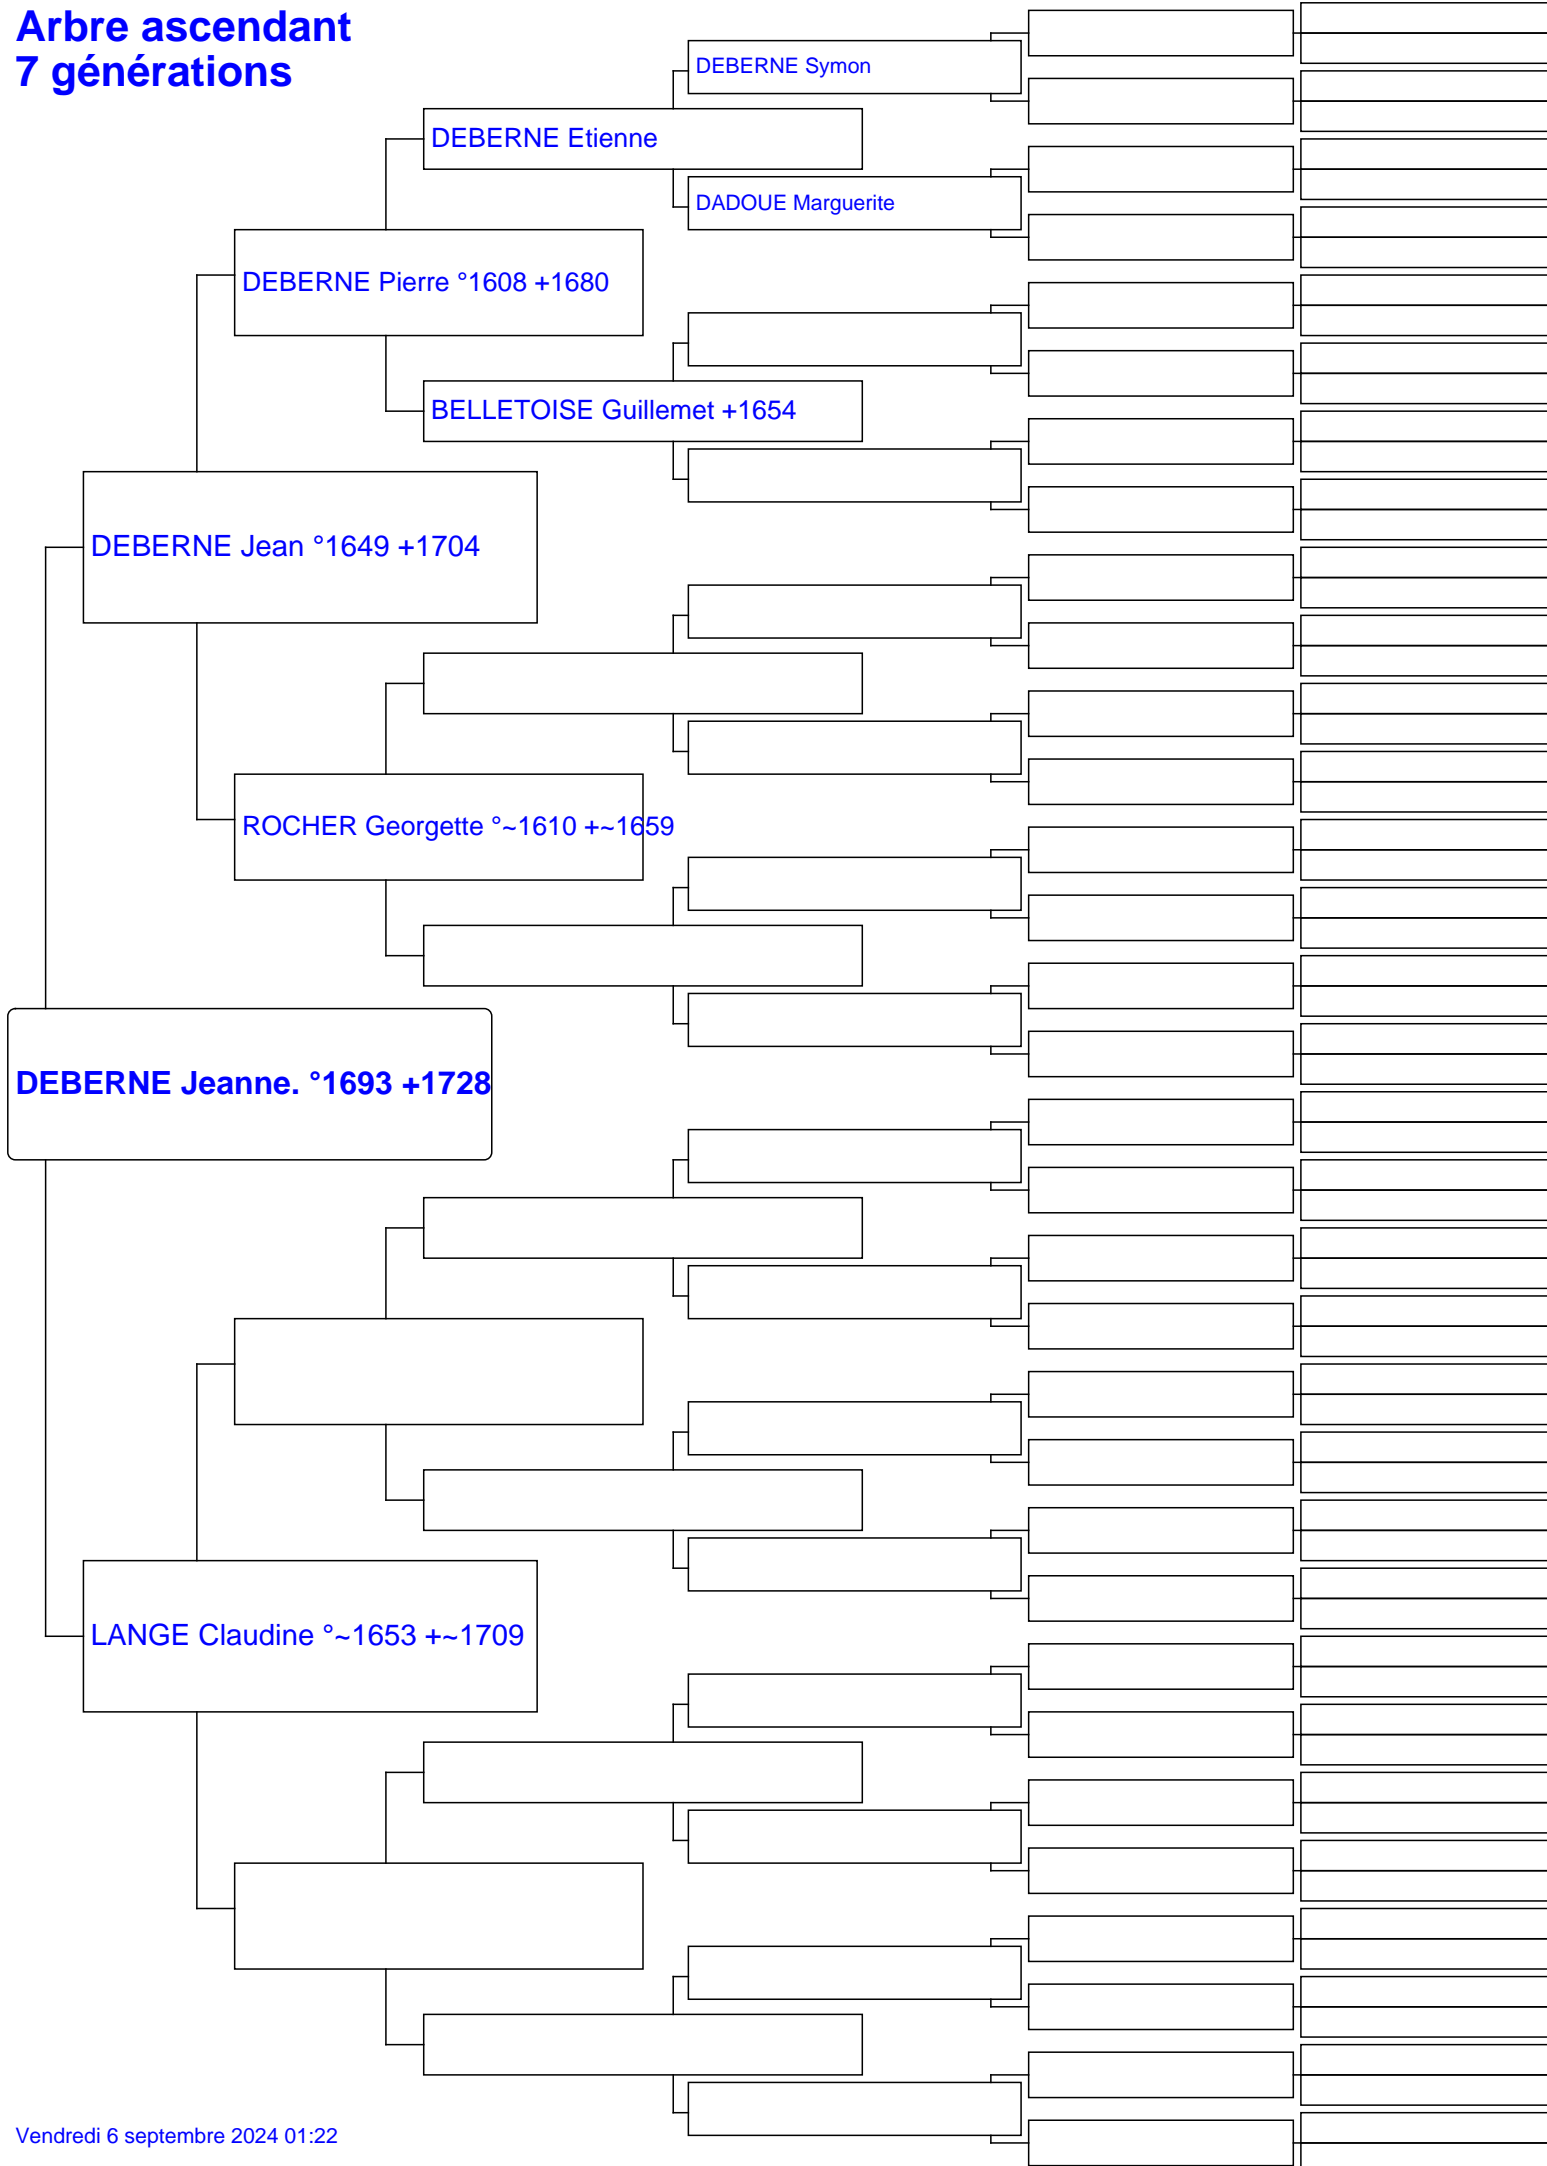 Arbre ascendant
7 générations
DEBERNE Symon
DEBERNE Etienne
DADOUE Marguerite
DEBERNE Pierre °1608 +1680
BELLETOISE Guillemet +1654
DEBERNE Jean °1649 +1704
ROCHER Georgette °~1610 +~1659
DEBERNE Jeanne. °1693 +1728
LANGE Claudine °~1653 +~1709
Vendredi 6 septembre 2024 01:22